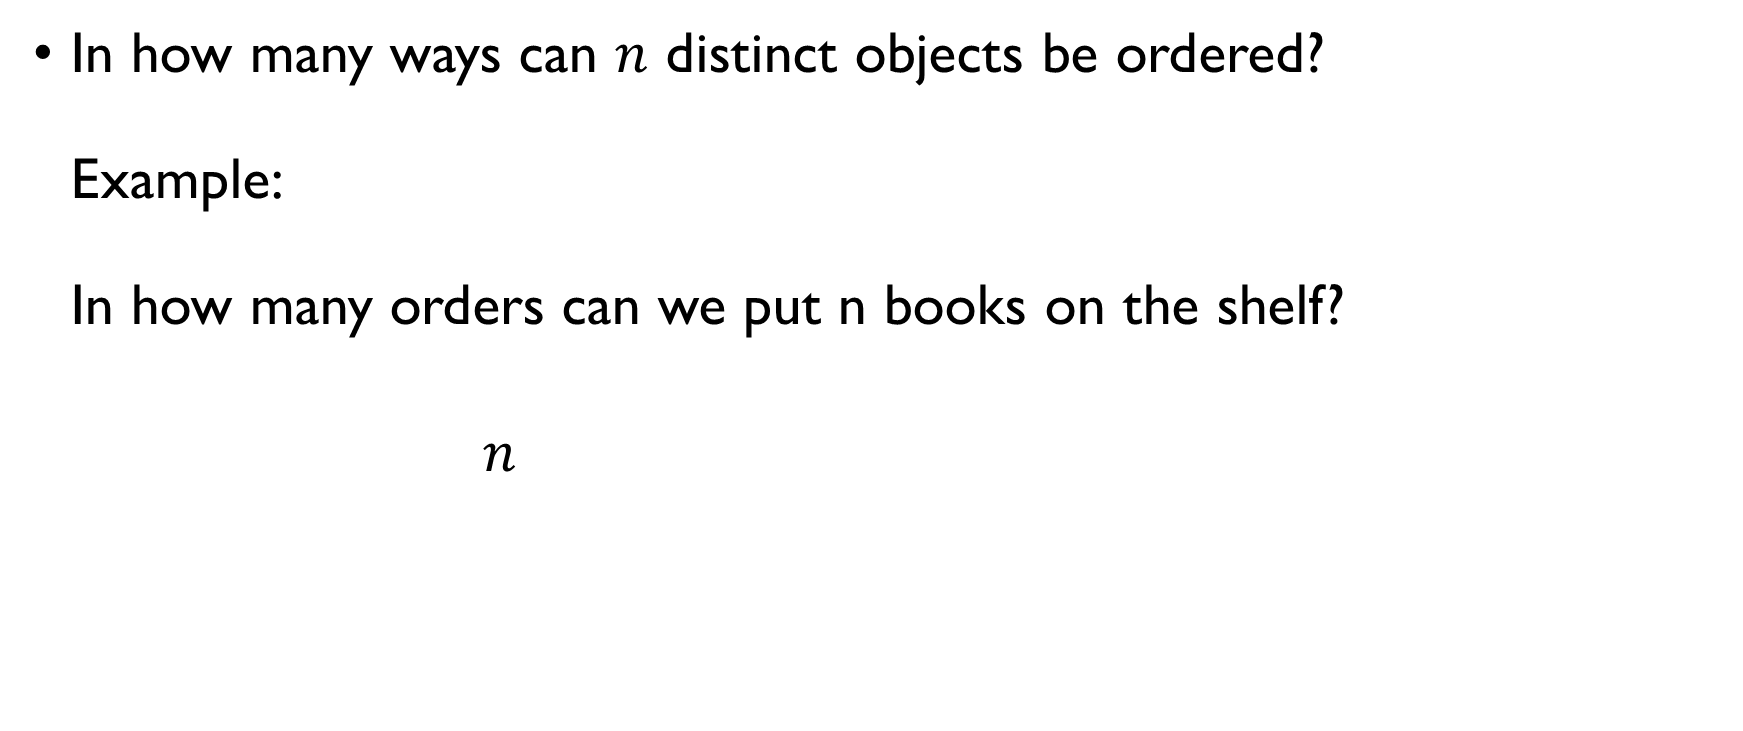 • In how many ways can 𝑛 distinct objects be ordered?
Example:
In how many orders can we put n books on the shelf?
𝑛